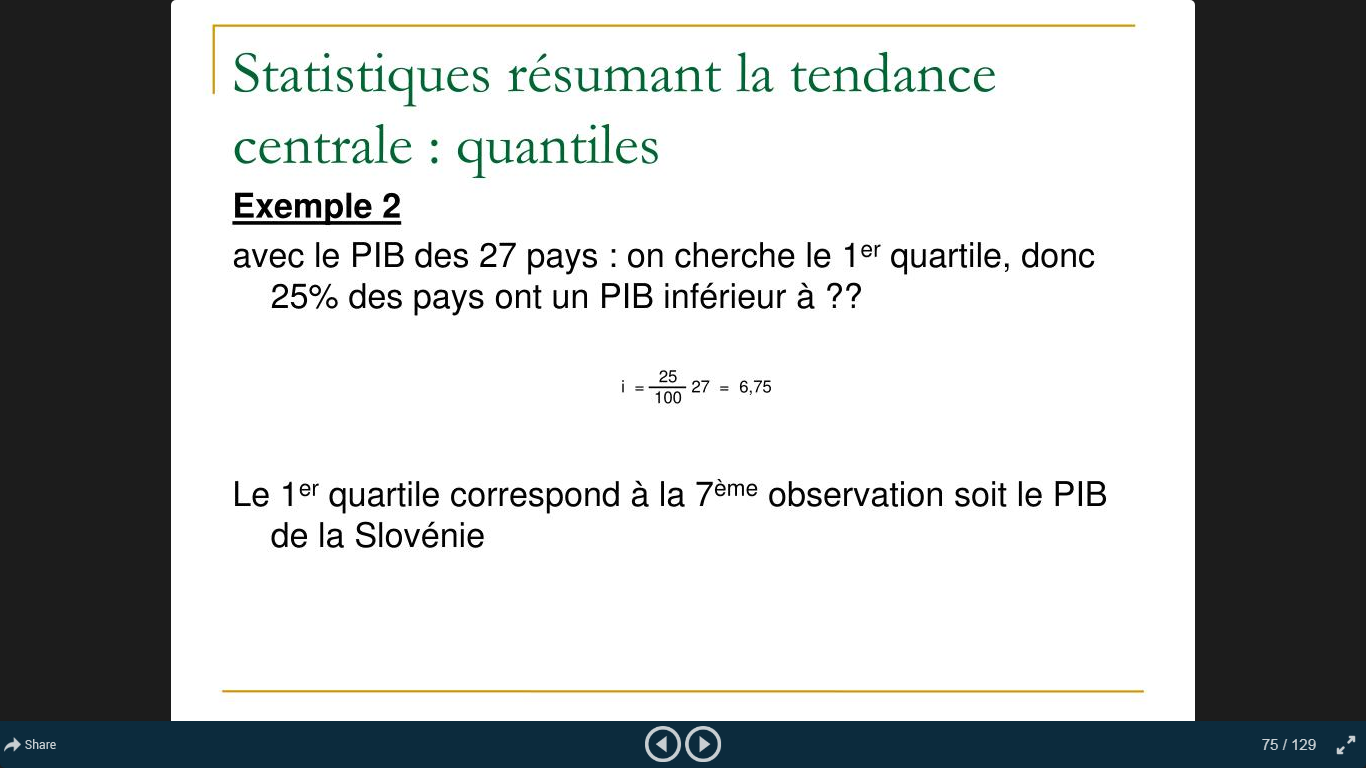 Statistiques résumant la tendance
centrale : quantiles
Exemple 2
avec le PIB des 27 pays : on cherche le 1er quartile, donc
25% des pays ont un PIB inférieur à ??
i = 25/100 27 = 6,75
Le 1er quartile correspond à la 7ème observation soit le PIB
de la Slovénie
Share
75 / 129